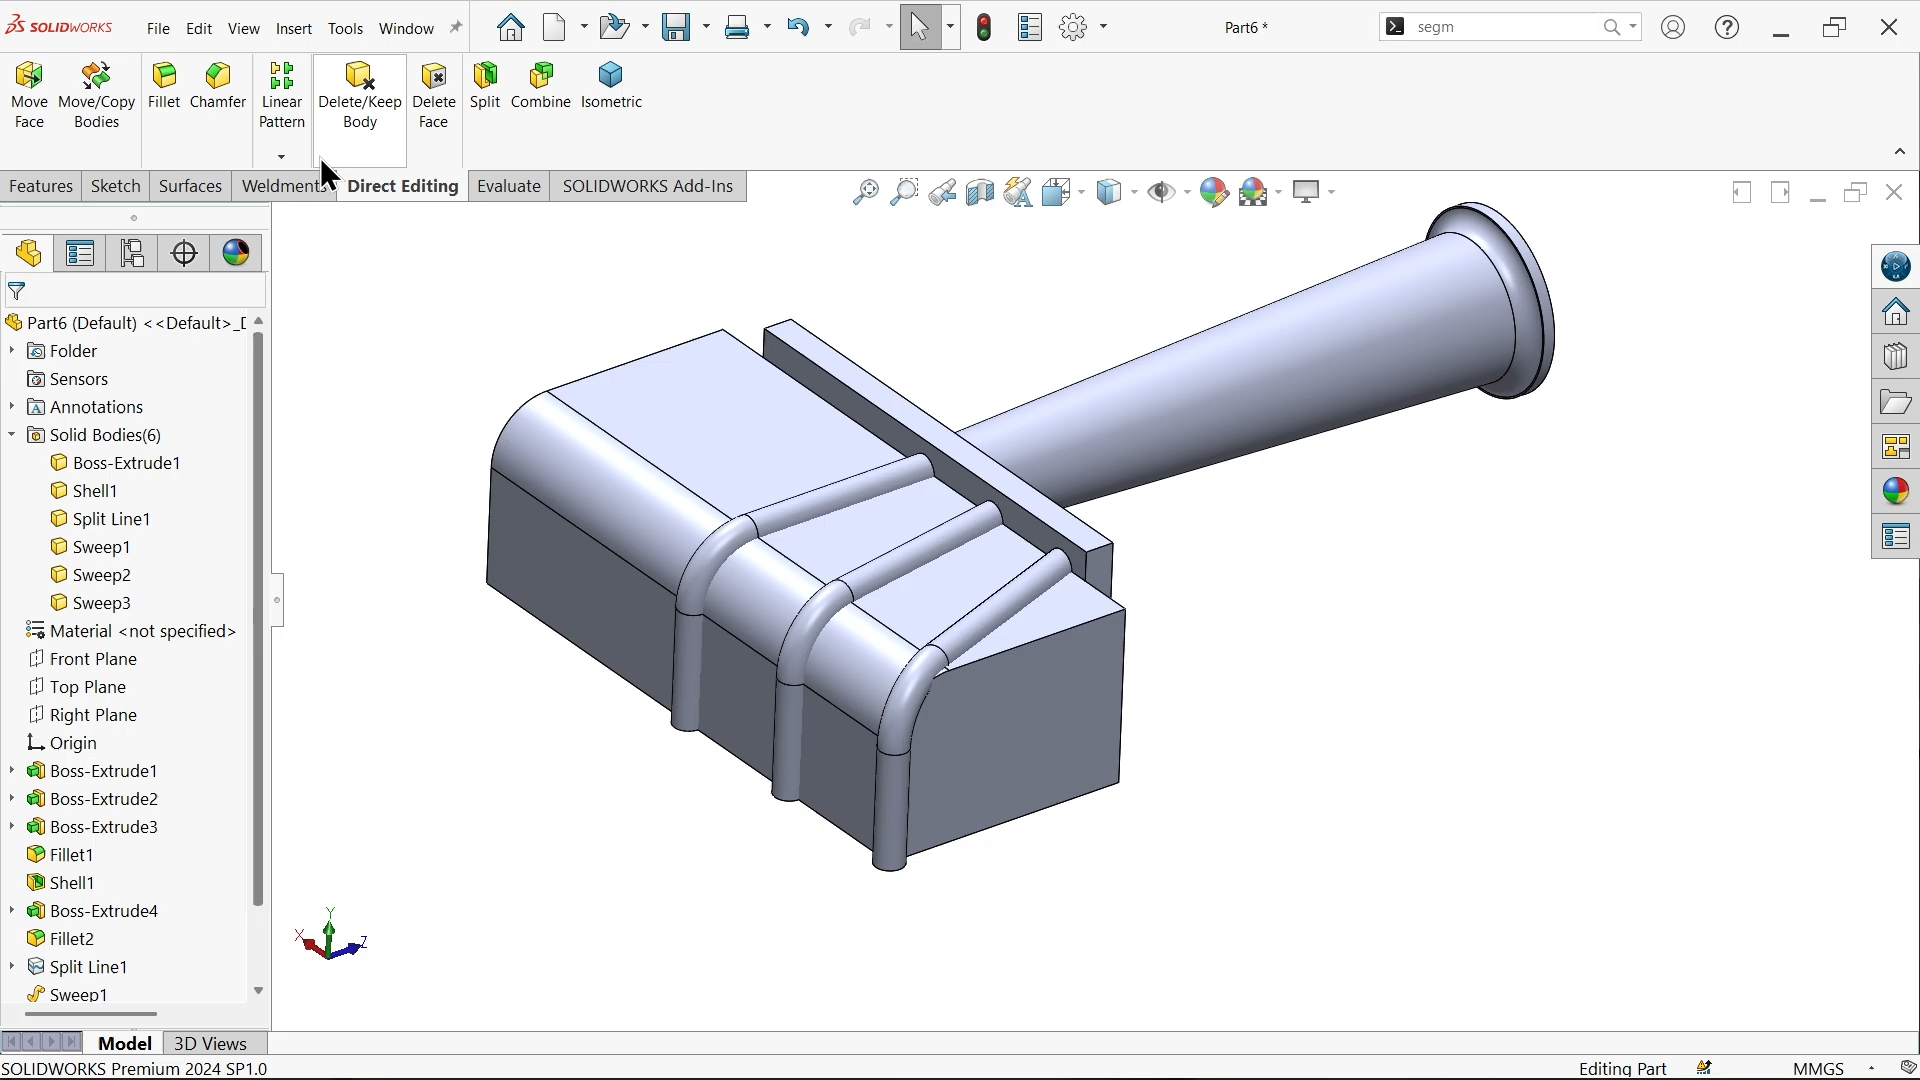 SOLIDWORKS File Edit View Insert Tools Window Part6 * segm
Move Face
Move/Copy Bodies
Fillet
Chamfer
Linear Pattern
Delete/Keep Body
Delete Face
Split
Combine
Isometric
Features Sketch Surfaces Weldment Direct Editing Evaluate SOLIDWORKS Add-Ins
Part6 (Default) <<Default>_D
Folder
Sensors
Annotations
Solid Bodies(6)
Boss-Extrude1
Shell1
Split Line1
Sweep1
Sweep2
Sweep3
Material <not specified>
Front Plane
Top Plane
Right Plane
Origin
Boss-Extrude1
Boss-Extrude2
Boss-Extrude3
Fillet1
Shell1
Boss-Extrude4
Fillet2
Split Line1
Sweep1
Y
X
Z
Model 3D Views
SOLIDWORKS Premium 2024 SP1.0 Editing Part MMGS